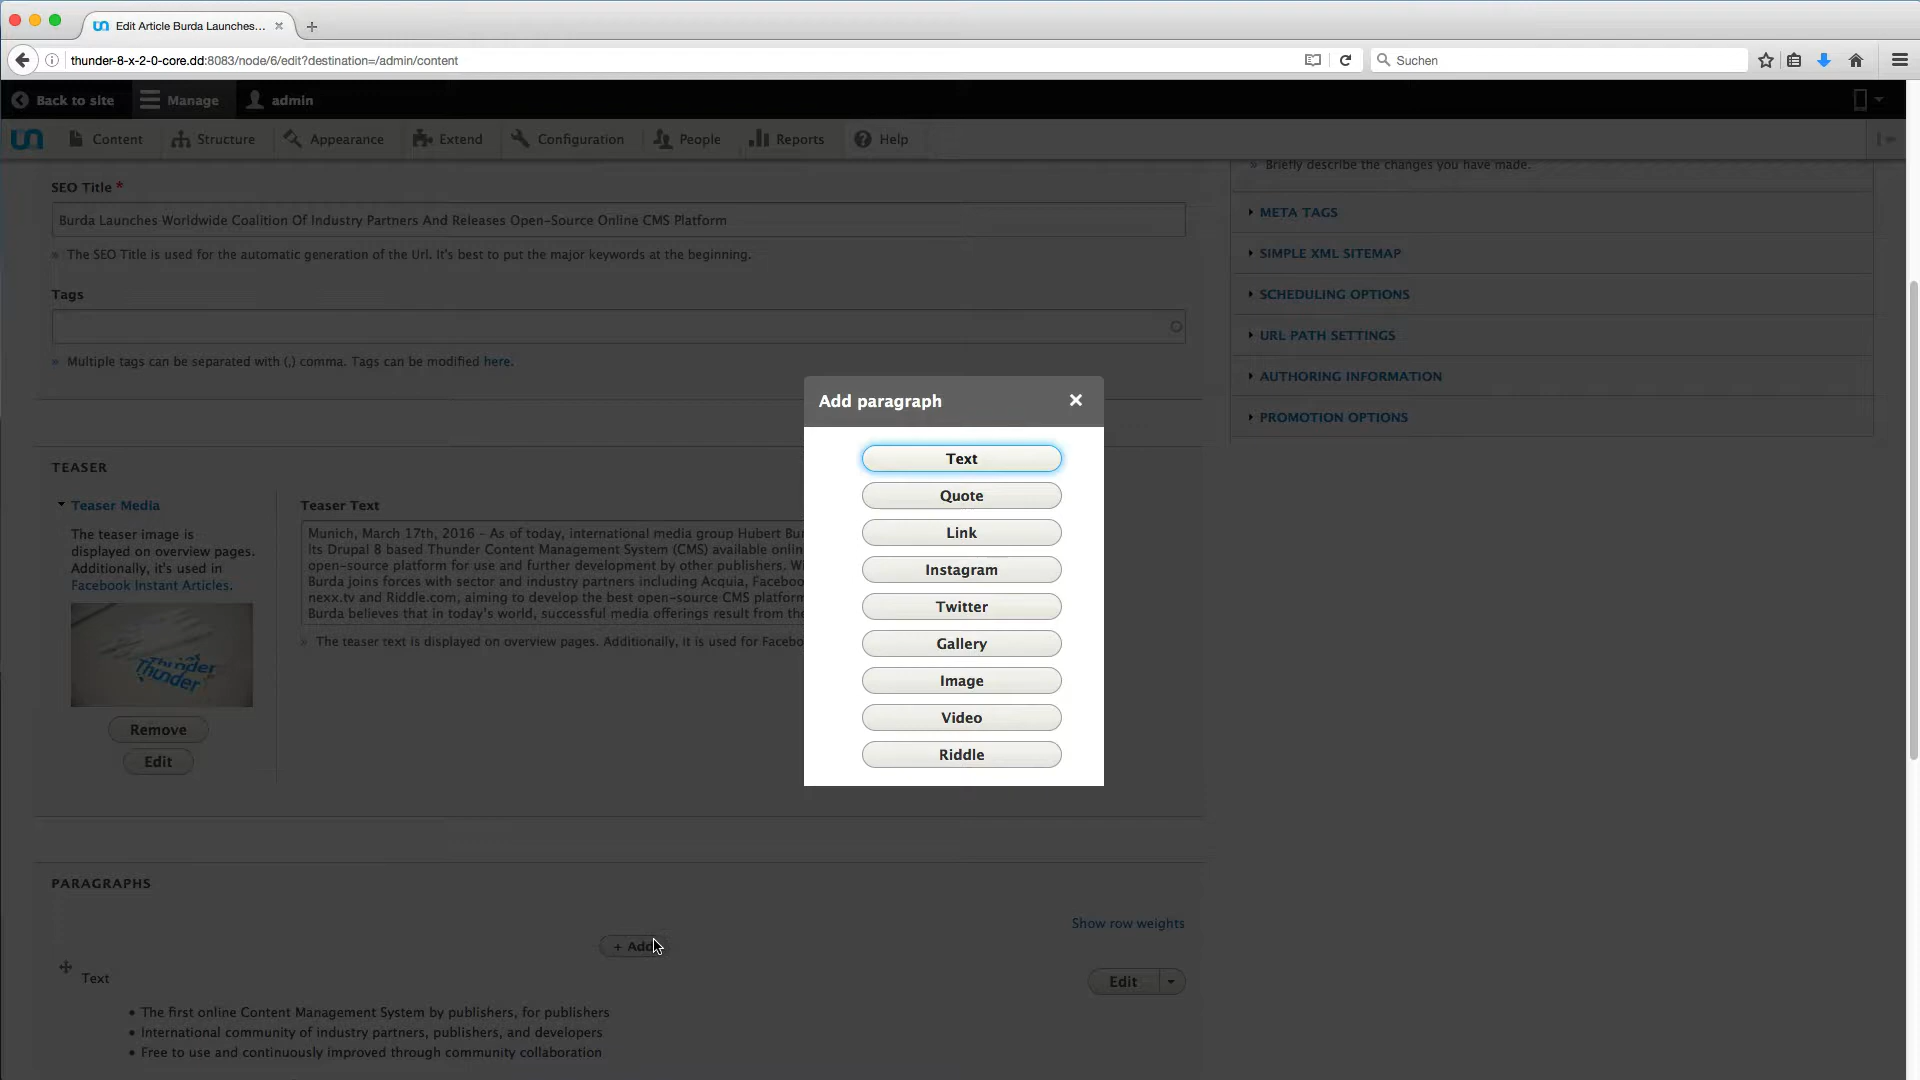 Edit Article Burda Launches...
thunder-8-x-2-0-core.dd:8083/node/6/edit?destination=/admin/content
Suchen
Back to site
Manage
admin
Content
Structure
Appearance
Extend
Configuration
People
Reports
Help
SEO Title *
Burda Launches Worldwide Coalition Of Industry Partners And Releases Open-Source Online CMS Platform
» The SEO Title is used for the automatic generation of the Url. It's best to put the major keywords at the beginning.
Tags
» Multiple tags can be separated with (,) comma. Tags can be modified here.
» Briefly describe the changes you have made.
META TAGS
SIMPLE XML SITEMAP
SCHEDULING OPTIONS
URL PATH SETTINGS
AUTHORING INFORMATION
PROMOTION OPTIONS
Add paragraph
Text
Quote
Link
Instagram
Twitter
Gallery
Image
Video
Riddle
TEASER
Teaser Media
The teaser image is
displayed on overview pages.
Additionally, it's used in
Facebook Instant Articles.
Thunder
Thunder
Remove
Edit
Teaser Text
Munich, March 17th, 2016 - As of today, international media group Hubert Bur
Its Drupal 8 based Thunder Content Management System (CMS) available onlin
open-source platform for use and further development by other publishers. W
Burda joins forces with sector and industry partners including Acquia, Facebo
nexx.tv and Riddle.com, aiming to develop the best open-source CMS platform
Burda believes that in today's world, successful media offerings result from the
» The teaser text is displayed on overview pages. Additionally, it is used for Facebo
PARAGRAPHS
Show row weights
+ Add
Text
Edit
• The first online Content Management System by publishers, for publishers
• International community of industry partners, publishers, and developers
• Free to use and continuously improved through community collaboration